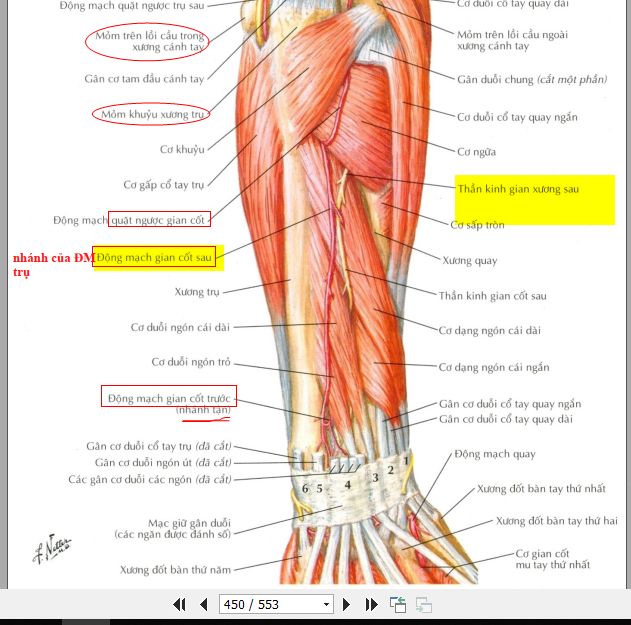 Động mạch quặt ngược trụ sau
Mỏm trên lồi cầu trong
xương cánh tay
Gân cơ tam đầu cánh tay
Mỏm khuỷu xương trụ
Cơ khuỷu
Cơ gấp cổ tay trụ
Động mạch quặt ngược gian cốt
nhánh của ĐM
trụ
Động mạch gian cốt sau
Xương trụ
Cơ duỗi ngón cái dài
Cơ duỗi ngón trỏ
Động mạch gian cốt trước
(nhánh tận)
Gân cơ duỗi cổ tay trụ (đã cắt)
Gân cơ duỗi ngón út (đã cắt)
Các gân cơ duỗi các ngón (đã cắt)
Mạc giữ gân duỗi
(các ngăn được đánh số)
Xương đốt bàn thứ năm
Cơ duỗi cổ tay quay dài
Mỏm trên lồi cầu ngoài
xương cánh tay
Gân duỗi chung (cắt một phần)
Cơ duỗi cổ tay quay ngắn
Cơ ngữa
Thần kinh gian xương sau
Cơ sấp tròn
Xương quay
Thần kinh gian cốt sau
Cơ dạng ngón cái dài
Cơ dạng ngón cái ngắn
Gân cơ duỗi cổ tay quay ngắn
Gân cơ duỗi cổ tay quay dài
Động mạch quay
Xương đốt bàn tay thứ nhất
Xương đốt bàn tay thứ hai
Cơ gian cốt
mu tay thứ nhất
6 5 4 3 2 1
450 / 553